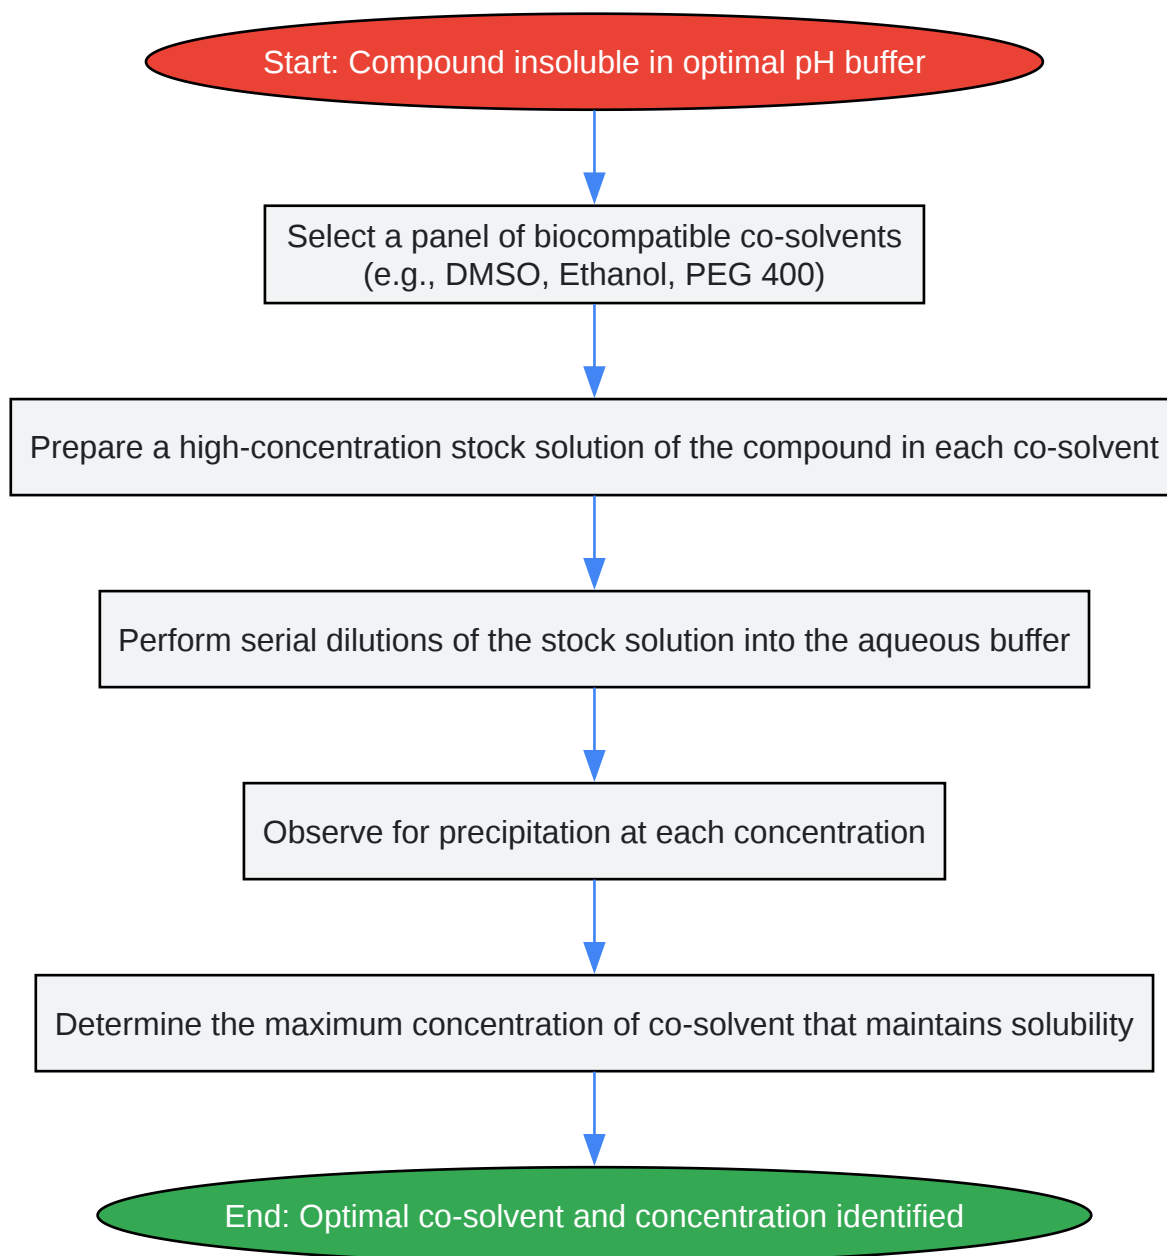 Start: Compound insoluble in optimal pH buffer
Select a panel of biocompatible co-solvents
(e.g., DMSO, Ethanol, PEG 400)
Prepare a high-concentration stock solution of the compound in each co-solvent
Perform serial dilutions of the stock solution into the aqueous buffer
Observe for precipitation at each concentration
Determine the maximum concentration of co-solvent that maintains solubility
End: Optimal co-solvent and concentration identified